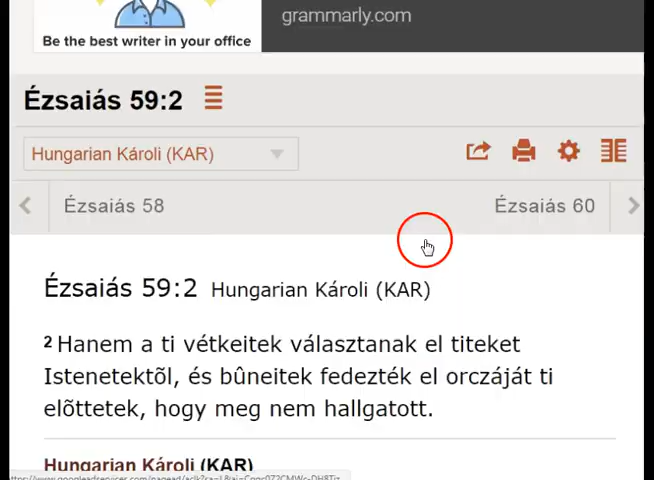 grammarly.com
Be the best writer in your office
Ézsaiás 59:2
Hungarian Károli (KAR)
Ézsaiás 58
Ézsaiás 60
Ézsaiás 59:2 Hungarian Károli (KAR)
2 Hanem a ti vétkeitek választanak el titeket
Istenetektõl, és bûneitek fedezték el orczáját ti
elõttetek, hogy meg nem hallgatott.
Hungarian Károli (KAR)